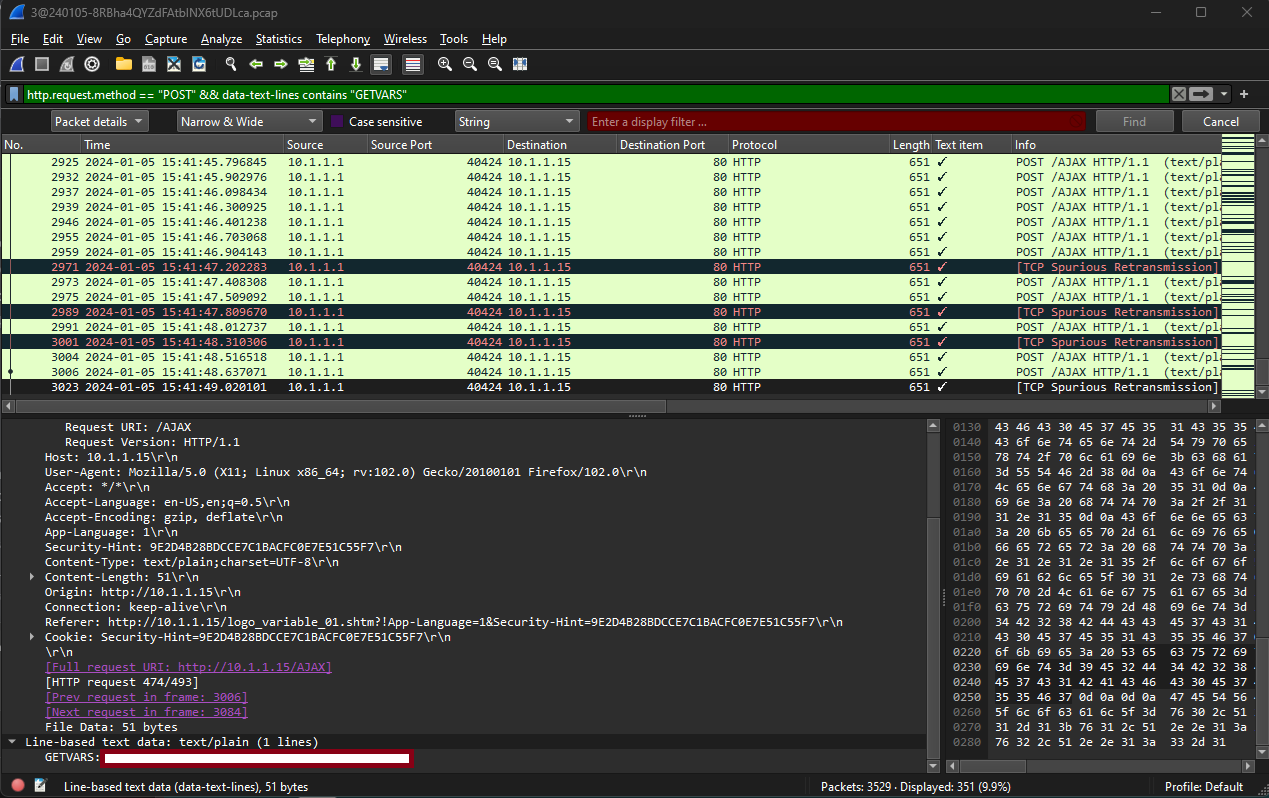 3@240105-8RBha4QYZdFAtbINX6tUDLca.pcap
File Edit View Go Capture Analyze Statistics Telephony Wireless Tools Help
http.request.method == "POST" && data-text-lines contains "GETVARS"
Packet details Narrow & Wide Case sensitive String Enter a display filter ... Find Cancel
No. Time Source Source Port Destination Destination Port Protocol Length Text item Info
2925 2024-01-05 15:41:45.796845 10.1.1.1 40424 10.1.1.15 80 HTTP 651 ✓ POST /AJAX HTTP/1.1 (text/pla
2932 2024-01-05 15:41:45.902976 10.1.1.1 40424 10.1.1.15 80 HTTP 651 ✓ POST /AJAX HTTP/1.1 (text/pla
2937 2024-01-05 15:41:46.098434 10.1.1.1 40424 10.1.1.15 80 HTTP 651 ✓ POST /AJAX HTTP/1.1 (text/pla
2939 2024-01-05 15:41:46.300925 10.1.1.1 40424 10.1.1.15 80 HTTP 651 ✓ POST /AJAX HTTP/1.1 (text/pla
2946 2024-01-05 15:41:46.401238 10.1.1.1 40424 10.1.1.15 80 HTTP 651 ✓ POST /AJAX HTTP/1.1 (text/pla
2955 2024-01-05 15:41:46.703068 10.1.1.1 40424 10.1.1.15 80 HTTP 651 ✓ POST /AJAX HTTP/1.1 (text/pla
2959 2024-01-05 15:41:46.904143 10.1.1.1 40424 10.1.1.15 80 HTTP 651 ✓ POST /AJAX HTTP/1.1 (text/pla
2971 2024-01-05 15:41:47.202283 10.1.1.1 40424 10.1.1.15 80 HTTP 651 ✓ [TCP Spurious Retransmission]
2973 2024-01-05 15:41:47.408308 10.1.1.1 40424 10.1.1.15 80 HTTP 651 ✓ POST /AJAX HTTP/1.1 (text/pla
2975 2024-01-05 15:41:47.509092 10.1.1.1 40424 10.1.1.15 80 HTTP 651 ✓ POST /AJAX HTTP/1.1 (text/pla
2989 2024-01-05 15:41:47.809670 10.1.1.1 40424 10.1.1.15 80 HTTP 651 ✓ [TCP Spurious Retransmission]
2991 2024-01-05 15:41:48.012737 10.1.1.1 40424 10.1.1.15 80 HTTP 651 ✓ POST /AJAX HTTP/1.1 (text/pla
3001 2024-01-05 15:41:48.310306 10.1.1.1 40424 10.1.1.15 80 HTTP 651 ✓ [TCP Spurious Retransmission]
3004 2024-01-05 15:41:48.516518 10.1.1.1 40424 10.1.1.15 80 HTTP 651 ✓ POST /AJAX HTTP/1.1 (text/pla
3006 2024-01-05 15:41:48.637071 10.1.1.1 40424 10.1.1.15 80 HTTP 651 ✓ POST /AJAX HTTP/1.1 (text/pla
3023 2024-01-05 15:41:49.020101 10.1.1.1 40424 10.1.1.15 80 HTTP 651 ✓ [TCP Spurious Retransmission]
Request URI: /AJAX
Request Version: HTTP/1.1
Host: 10.1.1.15\r\n
User-Agent: Mozilla/5.0 (X11; Linux x86_64; rv:102.0) Gecko/20100101 Firefox/102.0\r\n
Accept: */*\r\n
Accept-Language: en-US,en;q=0.5\r\n
Accept-Encoding: gzip, deflate\r\n
App-Language: 1\r\n
Security-Hint: 9E2D4B28BDCCE7C1BACFC0E7E51C55F7\r\n
Content-Type: text/plain;charset=UTF-8\r\n
Content-Length: 51\r\n
Origin: http://10.1.1.15\r\n
Connection: keep-alive\r\n
Referer: http://10.1.1.15/logo_variable_01.shtm?!App-Language=1&Security-Hint=9E2D4B28BDCCE7C1BACFC0E7E51C55F7\r\n
Cookie: Security-Hint=9E2D4B28BDCCE7C1BACFC0E7E51C55F7\r\n
\r\n
[Full request URI: http://10.1.1.15/AJAX]
[HTTP request 474/493]
[Prev request in frame: 3006]
[Next request in frame: 3084]
File Data: 51 bytes
Line-based text data: text/plain (1 lines)
GETVARS:
0130 43 46 43 30 45 37 45 35 31 43 35 35
0140 43 6f 6e 74 65 6e 74 2d 54 79 70 65
0150 78 74 2f 70 6c 61 69 6e 3b 63 68 61
0160 3d 55 54 46 2d 38 0d 0a 43 6f 6e 74
0170 4c 65 6e 67 74 68 3a 20 35 31 0d 0a
0180 69 6e 3a 20 68 74 74 70 3a 2f 2f 31
0190 31 2e 31 35 0d 0a 43 6f 6e 6e 65 63
01a0 3a 20 6b 65 65 70 2d 61 6c 69 76 65
01b0 66 65 72 65 72 3a 20 68 74 74 70 3a
01c0 2e 31 2e 31 2e 31 35 2f 6c 6f 67 6f
01d0 69 61 62 6c 65 5f 30 31 2e 73 68 74
01e0 70 70 2d 4c 61 6e 67 75 61 67 65 3d
01f0 63 75 72 69 74 79 2d 48 69 6e 74 3d
0200 34 42 32 38 42 44 43 43 45 37 43 31
0210 43 30 45 37 45 35 31 43 35 35 46 37
0220 6f 6b 69 65 3a 20 53 65 63 75 72 69
0230 69 6e 74 3d 39 45 32 44 34 42 32 38
0240 45 37 43 31 42 41 43 46 43 30 45 37
0250 35 35 46 37 0d 0a 0d 0a 47 45 54 56
0260 5f 6c 6f 63 61 6c 5f 3d 76 30 2c 51
0270 31 2d 31 3b 76 31 2c 51 2e 2e 31 3a
0280 76 32 2c 51 2e 2e 31 3a 33 2d 31
Line-based text data (data-text-lines), 51 bytes Packets: 3529 · Displayed: 351 (9.9%) Profile: Default